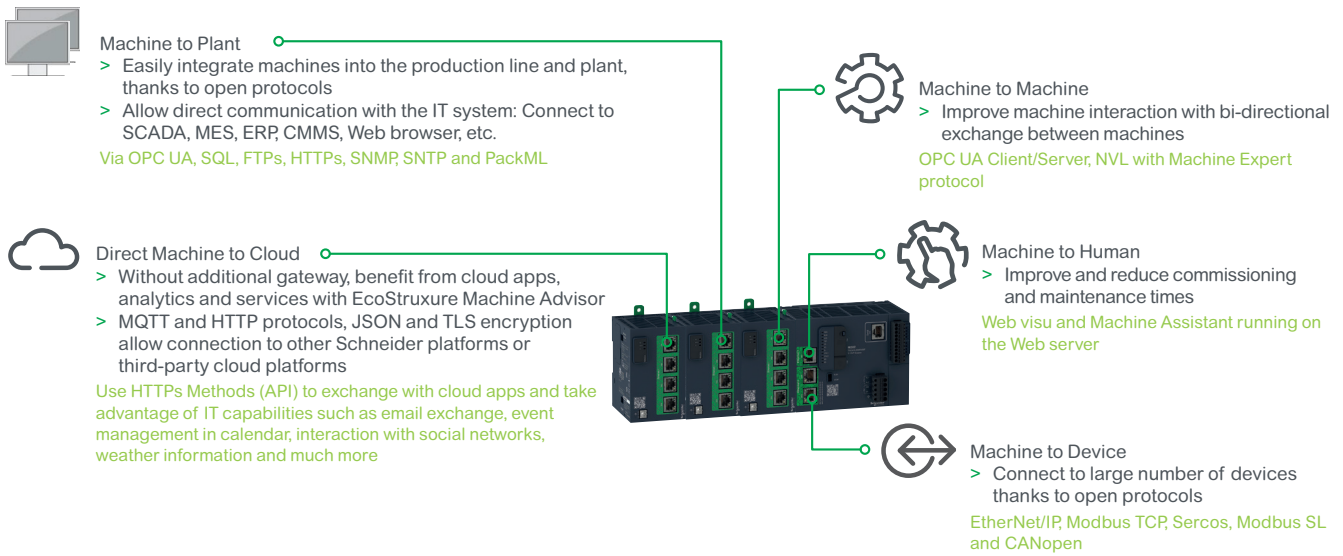 Machine to Plant
> Easily integrate machines into the production line and plant,
thanks to open protocols
> Allow direct communication with the IT system: Connect to
SCADA, MES, ERP, CMMS, Web browser, etc.
Via OPC UA, SQL, FTPs, HTTPs, SNMP, SNTP and PackML
Direct Machine to Cloud
> Without additional gateway, benefit from cloud apps,
analytics and services with EcoStruxure Machine Advisor
> MQTT and HTTP protocols, JSON and TLS encryption
allow connection to other Schneider platforms or
third-party cloud platforms
Use HTTPs Methods (API) to exchange with cloud apps and take
advantage of IT capabilities such as email exchange, event
management in calendar, interaction with social networks,
weather information and much more
Machine to Machine
> Improve machine interaction with bi-directional
exchange between machines
OPC UA Client/Server, NVL with Machine Expert
protocol
Machine to Human
> Improve and reduce commissioning
and maintenance times
Web visu and Machine Assistant running on
the Web server
Machine to Device
> Connect to large number of devices
thanks to open protocols
EtherNet/IP, Modbus TCP, Sercos, Modbus SL
and CANopen